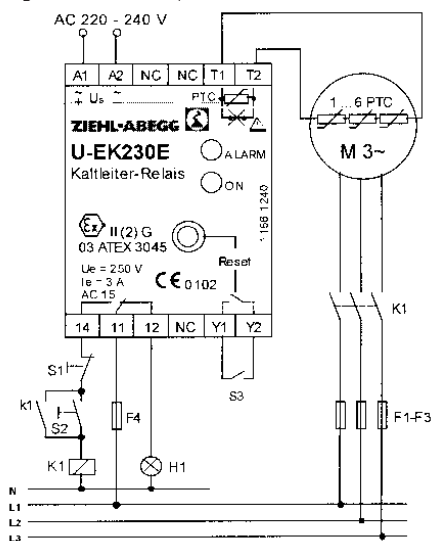 AC 220 - 240 V
A1 A2 NC NC T1 T2
Us PTC
ZIEHL-ABEGG
U-EK230E
Kaltleiter-Relais
ALARM
ON
II (2) G
03 ATEX 3045
1156 1240
Reset
Ue = 250 V
Ie = 3 A
AC 15
CE 0102
14 11 12 NC Y1 Y2
1 ... 6 PTC
M 3~
K1
S1
S3
k1
S2
F4
F1-F3
K1
H1
N
L1
L2
L3